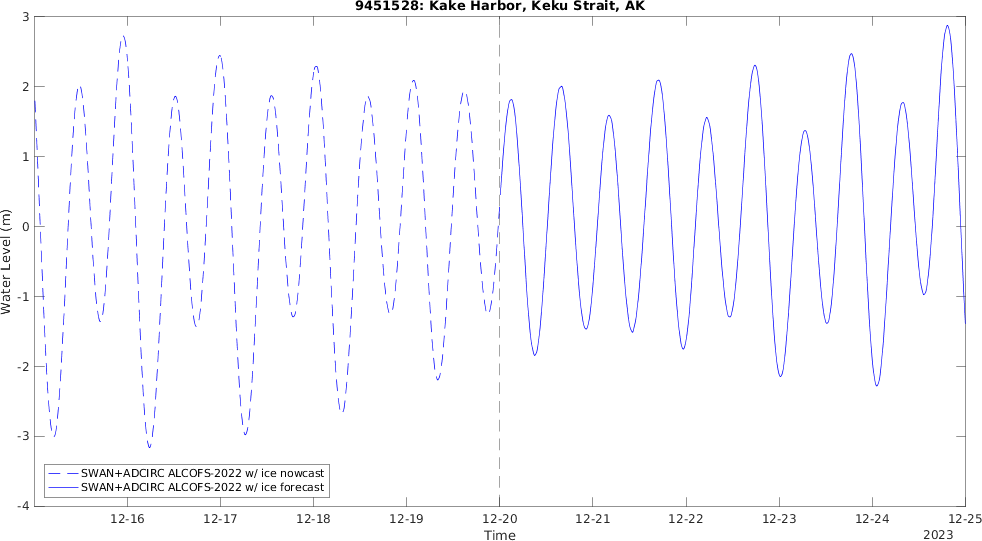 9451528: Kake Harbor, Keku Strait, AK
3
2
1
0
-1
-2
-3
-4
Water Level (m)
SWAN+ADCIRC ALCOFS-2022 w/ ice nowcast
SWAN+ADCIRC ALCOFS-2022 w/ ice forecast
12-16 12-17 12-18 12-19 12-20 12-21 12-22 12-23 12-24 12-25
Time
2023